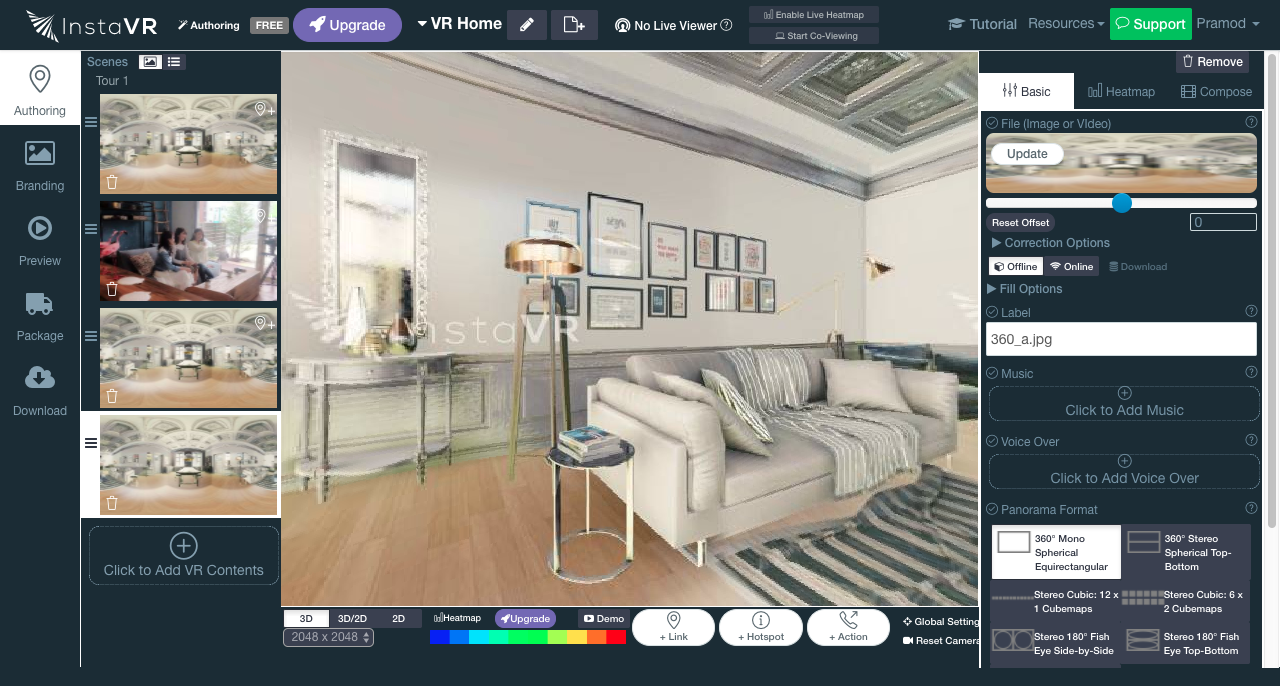 InstaVR
Authoring
FREE
Upgrade
VR Home
No Live Viewer
Enable Live Heatmap
Start Co-Viewing
Tutorial
Resources
Support
Pramod
Authoring
Branding
Preview
Package
Download
Scenes
Tour 1
Click to Add VR Contents
InstaVR
3D
3D/2D
2D
2048 x 2048
Heatmap
Upgrade
Demo
+ Link
+ Hotspot
+ Action
Global Setting
Reset Camera
Remove
Basic
Heatmap
Compose
File (Image or VIdeo)
Update
Reset Offset
0
Correction Options
Offline
Online
Download
Fill Options
Label
360_a.jpg
Music
Click to Add Music
Voice Over
Click to Add Voice Over
Panorama Format
360° Mono
Spherical
Equirectangular
360° Stereo
Spherical Top-
Bottom
Stereo Cubic: 12 x
1 Cubemaps
Stereo Cubic: 6 x
2 Cubemaps
Stereo 180° Fish
Eye Side-by-Side
Stereo 180° Fish
Eye Top-Bottom